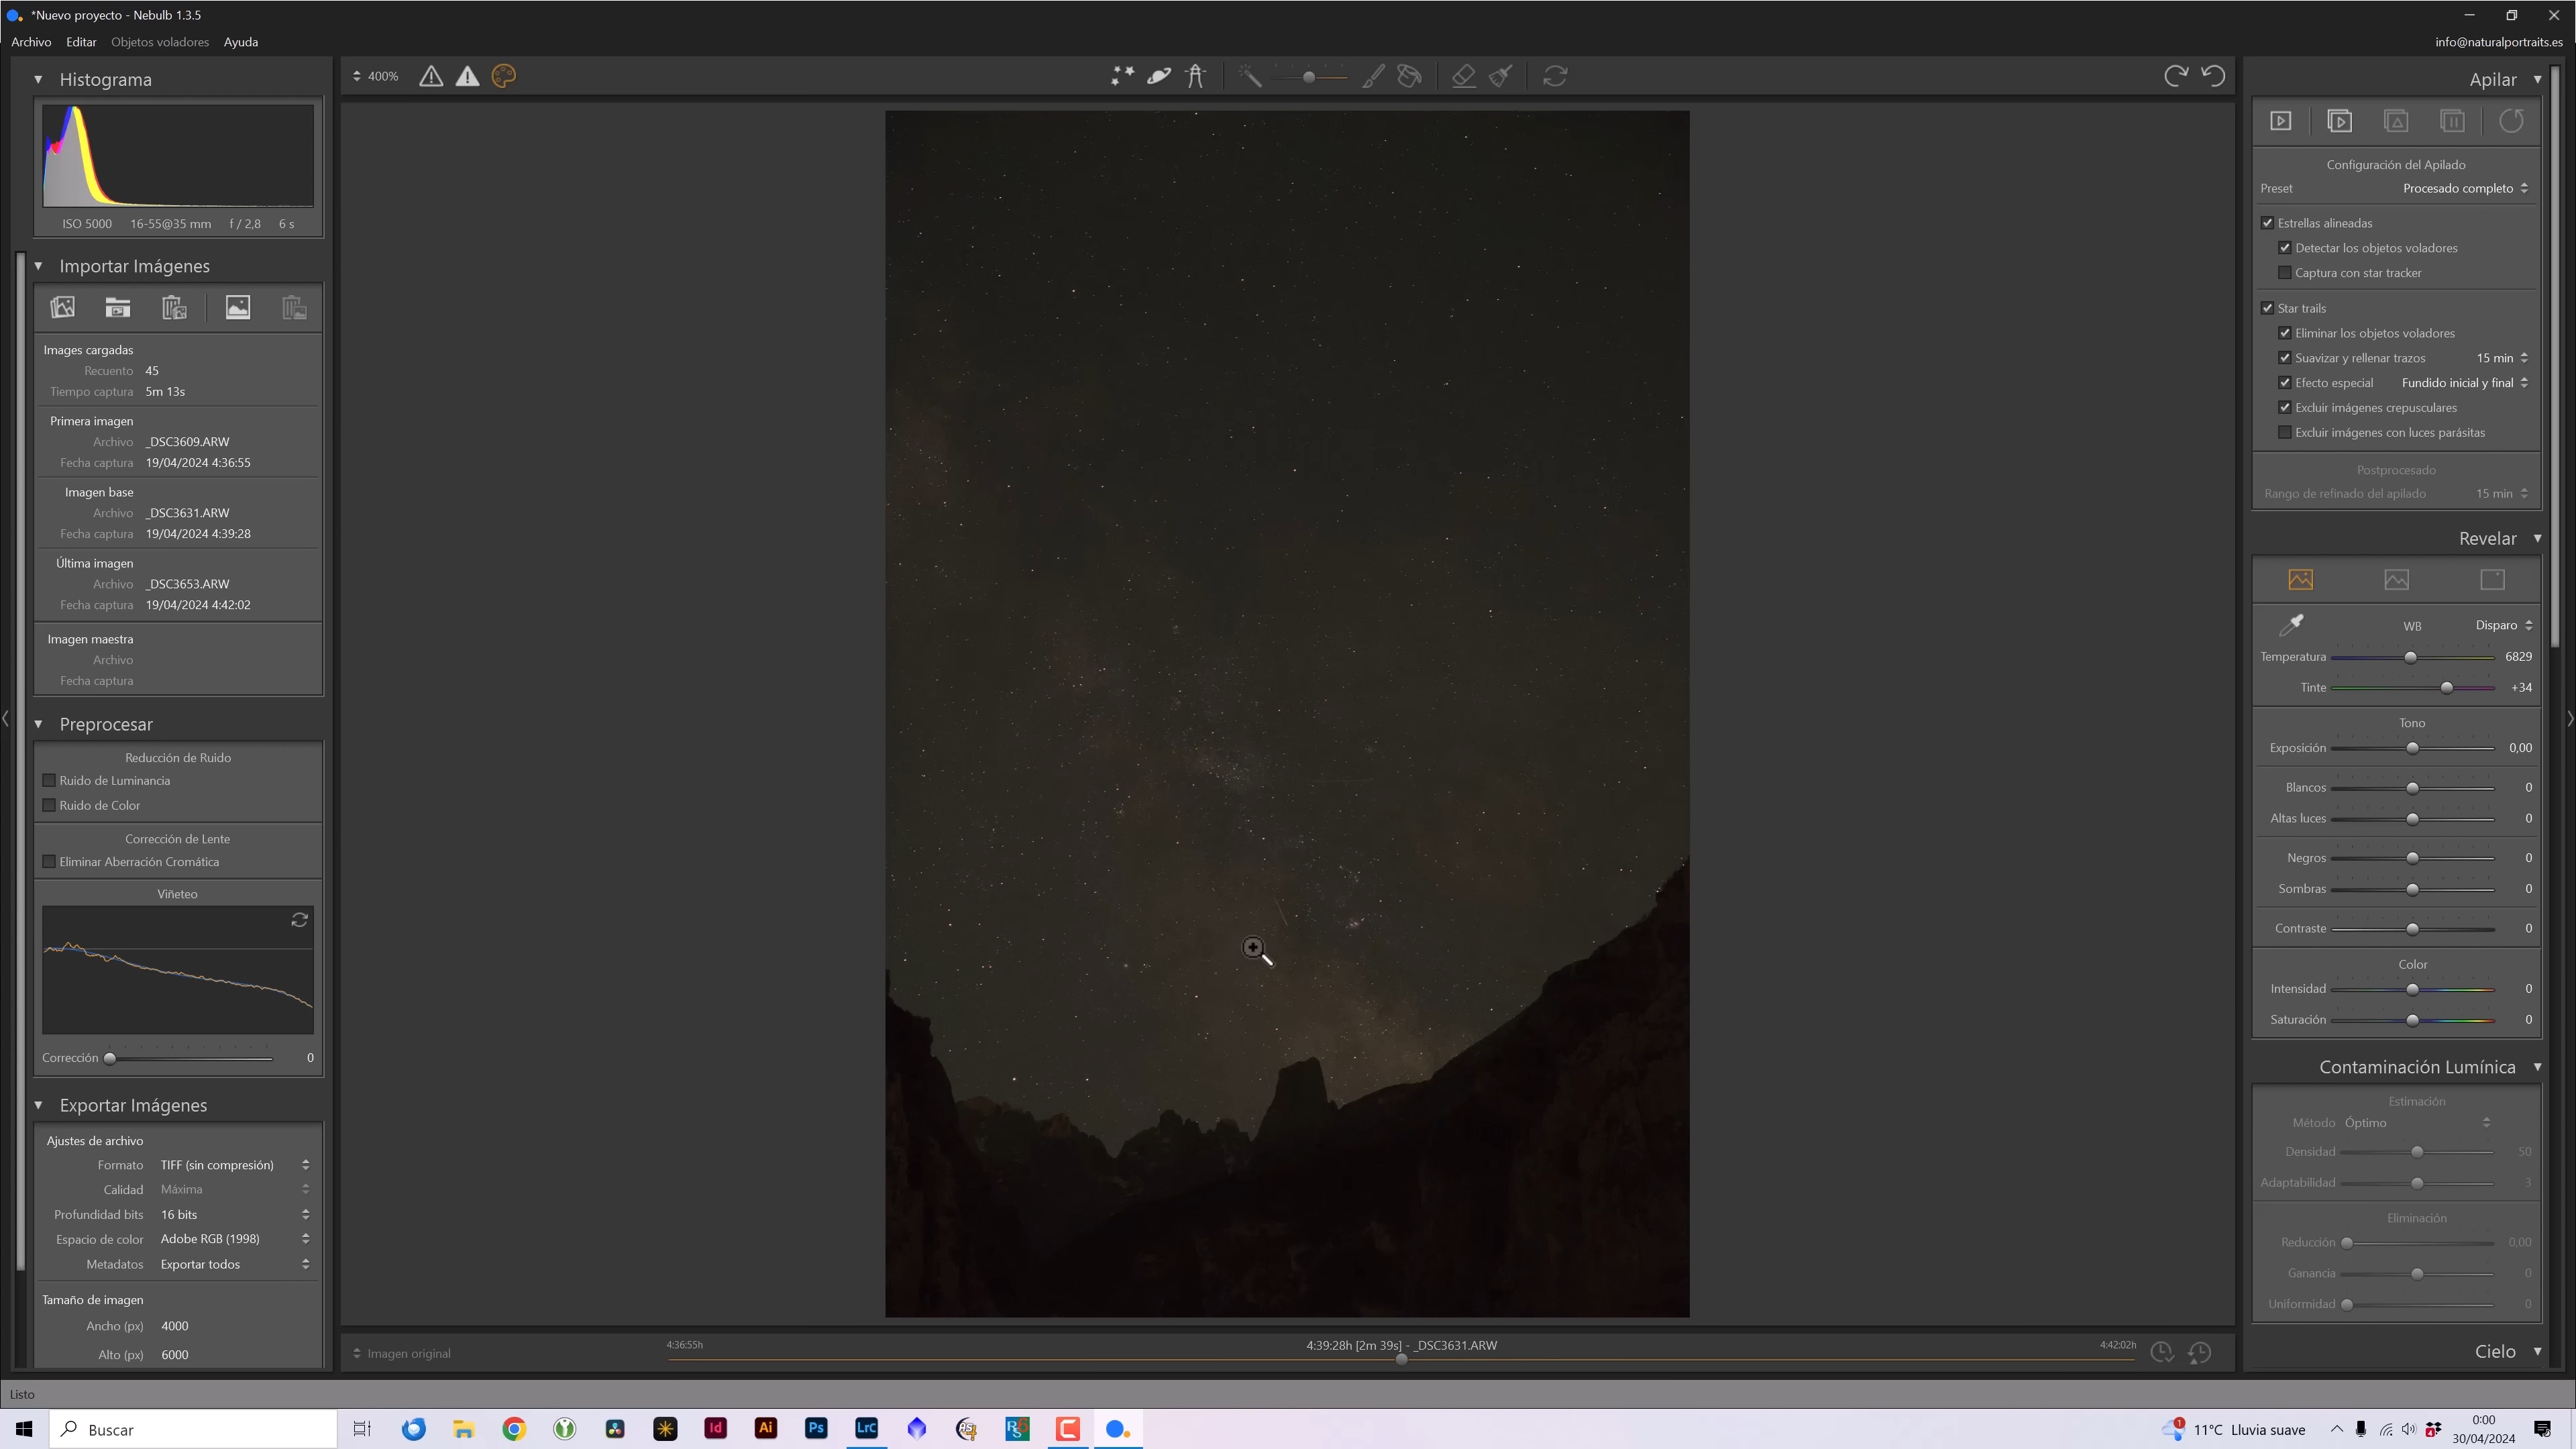 *Nuevo proyecto - Nebulb 1.3.5
Archivo Editar Objetos voladores Ayuda
info@naturalportraits.es
Histograma
ISO 5000 16-55@35 mm f / 2,8 6 s
Importar Imágenes
Images cargadas
Recuento 45
Tiempo captura 5m 13s
Primera imagen
Archivo _DSC3609.ARW
Fecha captura 19/04/2024 4:36:55
Imagen base
Archivo _DSC3631.ARW
Fecha captura 19/04/2024 4:39:28
Última imagen
Archivo _DSC3653.ARW
Fecha captura 19/04/2024 4:42:02
Imagen maestra
Archivo
Fecha captura
Preprocesar
Reducción de Ruido
Ruido de Luminancia
Ruido de Color
Corrección de Lente
Eliminar Aberración Cromática
Viñeteo
Corrección 0
Exportar Imágenes
Ajustes de archivo
Formato TIFF (sin compresión)
Calidad Máxima
Profundidad bits 16 bits
Espacio de color Adobe RGB (1998)
Metadatos Exportar todos
Tamaño de imagen
Ancho (px) 4000
Alto (px) 6000
400%
4:36:55h
4:39:28h [2m 39s] - _DSC3631.ARW
4:42:02h
Imagen original
Apilar
Configuración del Apilado
Preset Procesado completo
Estrellas alineadas
Detectar los objetos voladores
Captura con star tracker
Star trails
Eliminar los objetos voladores
Suavizar y rellenar trazos 15 min
Efecto especial Fundido inicial y final
Excluir imágenes crepusculares
Excluir imágenes con luces parásitas
Postprocesado
Rango de refinado del apilado 15 min
Revelar
WB Disparo
Temperatura 6829
Tinte +34
Tono
Exposición 0,00
Blancos 0
Altas luces 0
Negros 0
Sombras 0
Contraste 0
Color
Intensidad 0
Saturación 0
Contaminación Lumínica
Estimación
Método Óptimo
Densidad 50
Adaptabilidad 3
Eliminación
Reducción 0,00
Ganancia 0
Uniformidad 0
Cielo
Listo
Buscar
Id
Ai
Ps
LrC
1
11°C Lluvia suave
0:00
30/04/2024